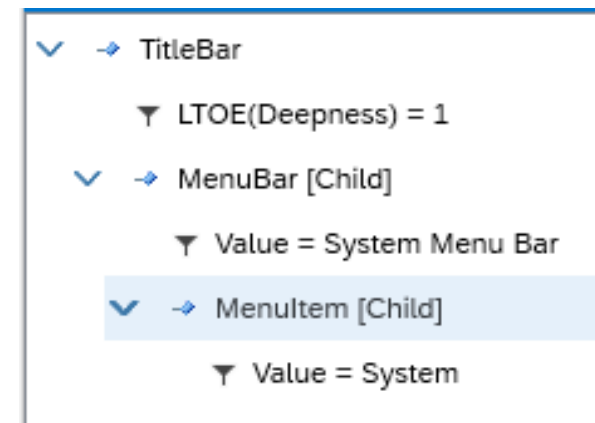 TitleBar
LTOE(Deepness) = 1
MenuBar [Child]
Value = System Menu Bar
MenuItem [Child]
Value = System